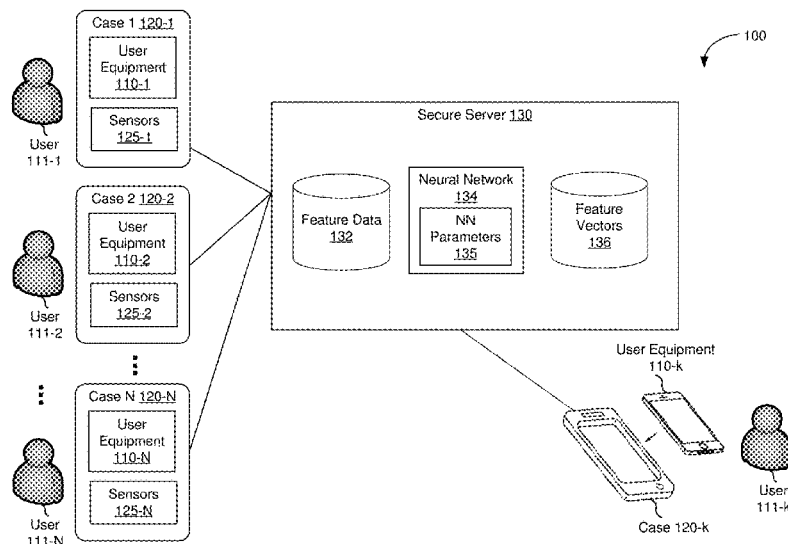 100
Case 1 120-1
User
Equipment
110-1
Sensors
125-1
User
111-1
Case 2 120-2
User
Equipment
110-2
Sensors
125-2
User
111-2
Case N 120-N
User
Equipment
110-N
Sensors
125-N
User
111-N
Secure Server 130
Feature Data
132
Neural Network
134
NN
Parameters
135
Feature
Vectors
136
User Equipment
110-k
Case 120-k
User
111-k